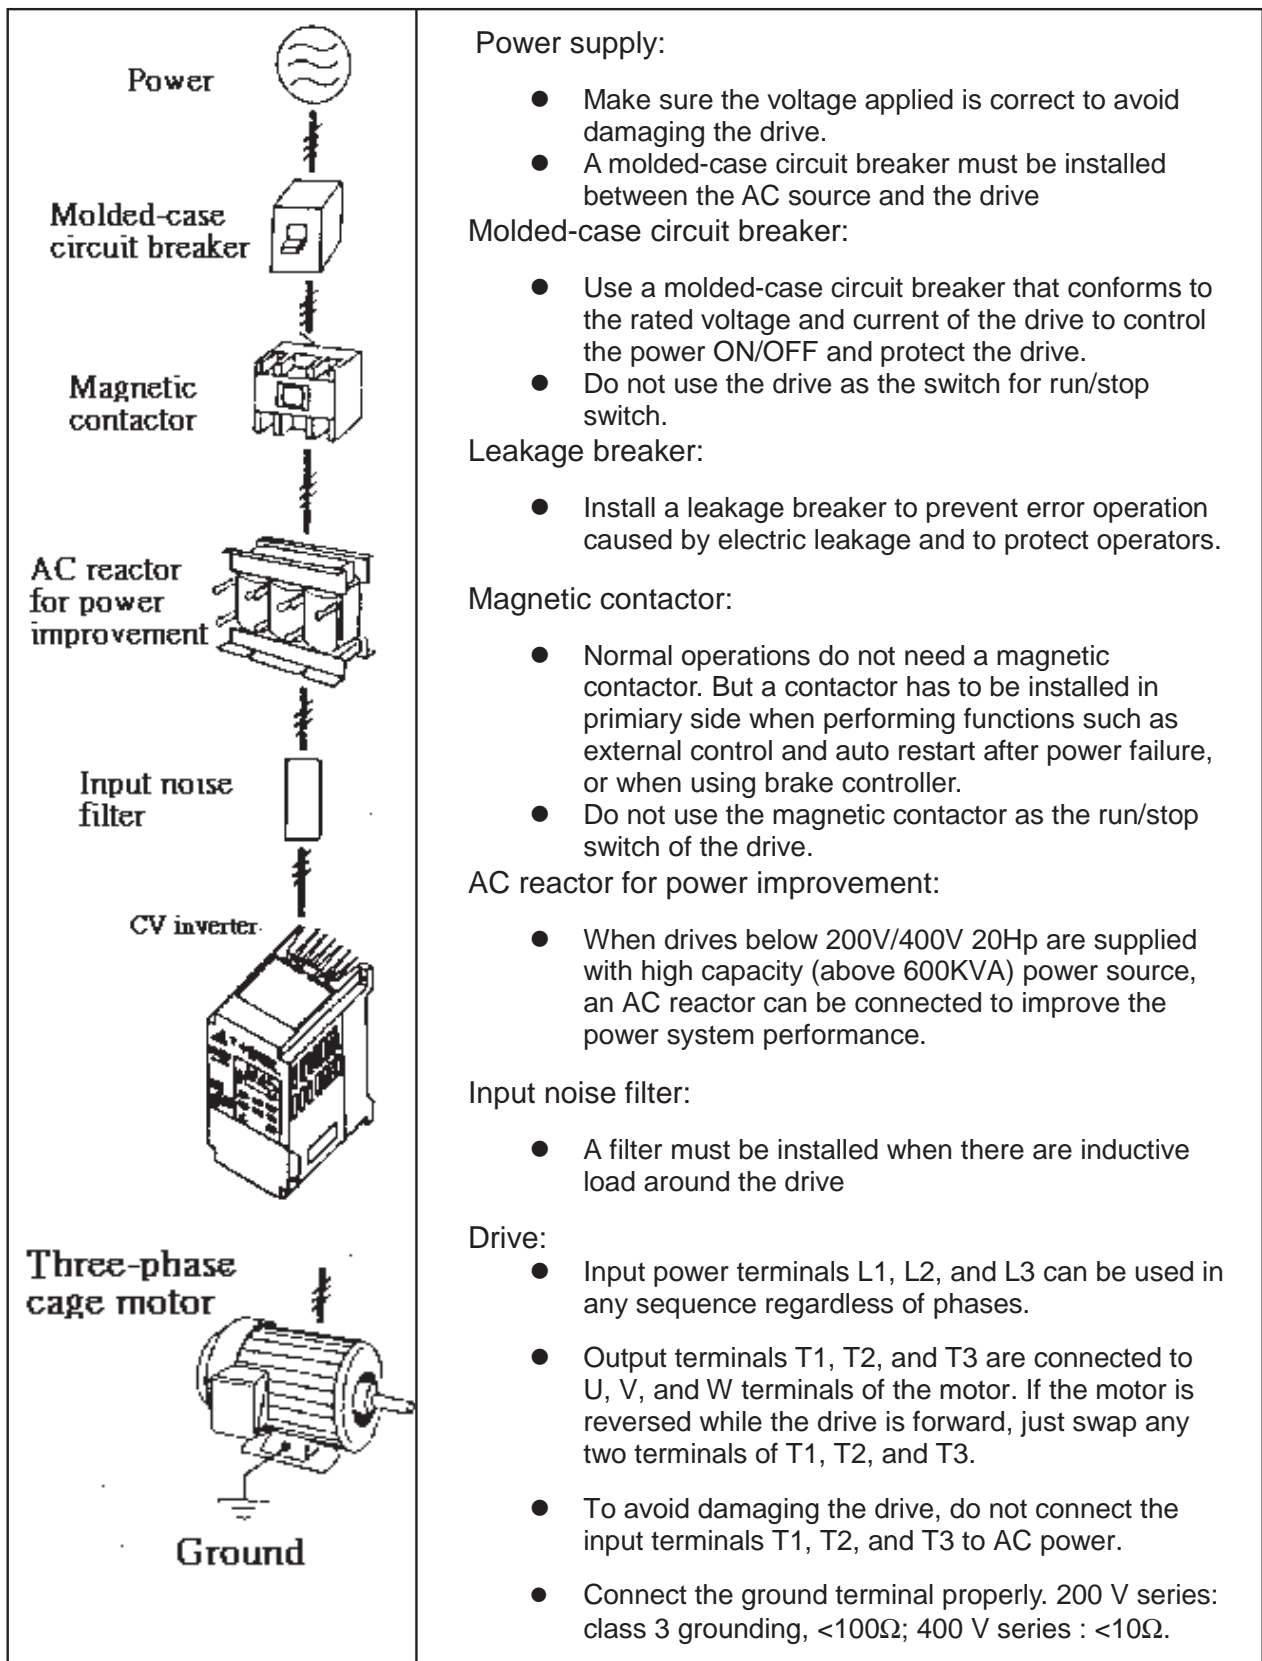 Power
Molded-case
circuit breaker
Magnetic
contactor
AC reactor
for power
improvement
Input noise
filter
CV inverter
Three-phase
cage motor
Ground
Power supply:
● Make sure the voltage applied is correct to avoid
damaging the drive.
● A molded-case circuit breaker must be installed
between the AC source and the drive
Molded-case circuit breaker:
● Use a molded-case circuit breaker that conforms to
the rated voltage and current of the drive to control
the power ON/OFF and protect the drive.
● Do not use the drive as the switch for run/stop
switch.
Leakage breaker:
● Install a leakage breaker to prevent error operation
caused by electric leakage and to protect operators.
Magnetic contactor:
● Normal operations do not need a magnetic
contactor. But a contactor has to be installed in
primiary side when performing functions such as
external control and auto restart after power failure,
or when using brake controller.
● Do not use the magnetic contactor as the run/stop
switch of the drive.
AC reactor for power improvement:
● When drives below 200V/400V 20Hp are supplied
with high capacity (above 600KVA) power source,
an AC reactor can be connected to improve the
power system performance.
Input noise filter:
● A filter must be installed when there are inductive
load around the drive
Drive:
● Input power terminals L1, L2, and L3 can be used in
any sequence regardless of phases.
● Output terminals T1, T2, and T3 are connected to
U, V, and W terminals of the motor. If the motor is
reversed while the drive is forward, just swap any
two terminals of T1, T2, and T3.
● To avoid damaging the drive, do not connect the
input terminals T1, T2, and T3 to AC power.
● Connect the ground terminal properly. 200 V series:
class 3 grounding, <100Ω; 400 V series : <10Ω.